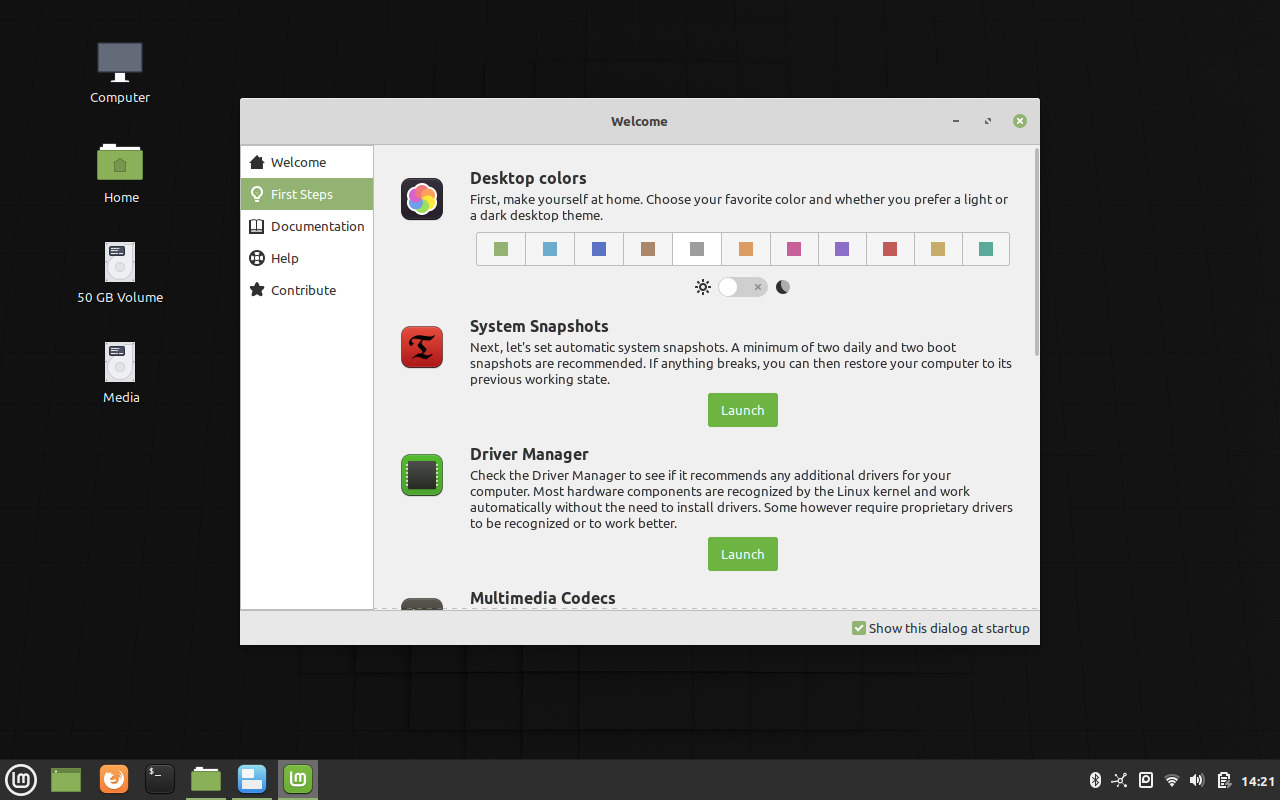 Computer
Home
50 GB Volume
Media
Welcome
Welcome
First Steps
Documentation
Help
Contribute
Desktop colors
First, make yourself at home. Choose your favorite color and whether you prefer a light or
a dark desktop theme.
System Snapshots
Next, let's set automatic system snapshots. A minimum of two daily and two boot
snapshots are recommended. If anything breaks, you can then restore your computer to its
previous working state.
Launch
Driver Manager
Check the Driver Manager to see if it recommends any additional drivers for your
computer. Most hardware components are recognized by the Linux kernel and work
automatically without the need to install drivers. Some however require proprietary drivers
to be recognized or to work better.
Launch
Multimedia Codecs
Show this dialog at startup
$_
14:21